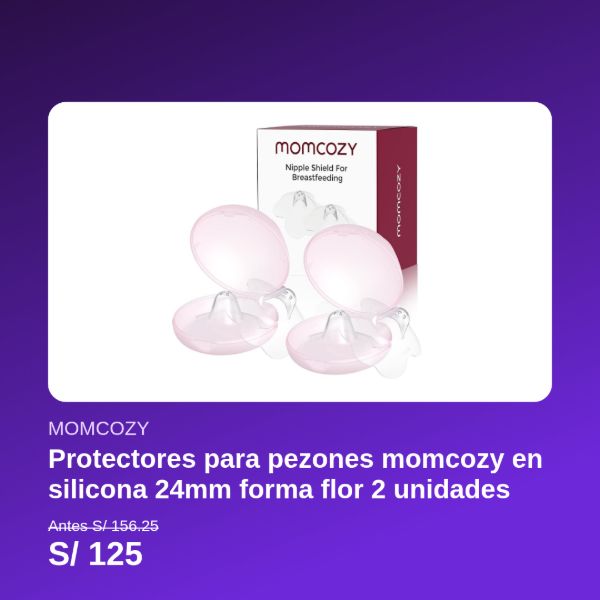 momcozy
Nipple Shield For
Breastfeeding
momcozy
MOMCOZY
Protectores para pezones momcozy en
silicona 24mm forma flor 2 unidades
Antes S/ 156.25
S/ 125